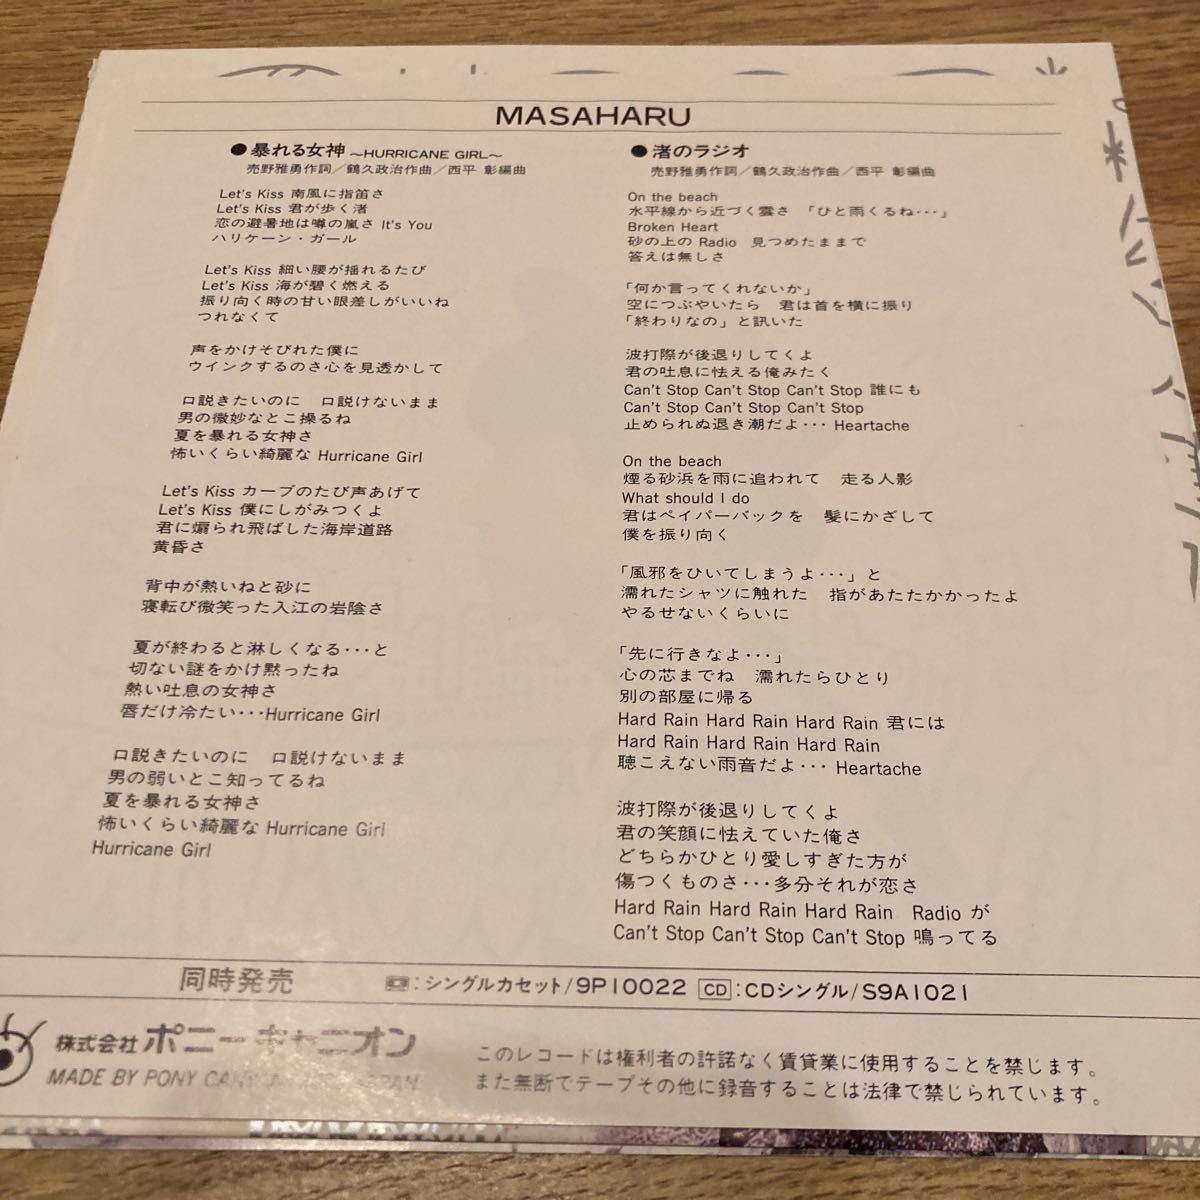 MASAHARU
●暴れる女神 〜HURRICANE GIRL〜
売野雅勇作詞／鶴久政治作曲／西平 彰編曲
Let's Kiss 南風に指笛さ
Let's Kiss 君が歩く渚
恋の避暑地は噂の嵐さ It's You
ハリケーン・ガール
Let's Kiss 細い腰が揺れるたび
Let's Kiss 海が碧く燃える
振り向く時の甘い眼差しがいいね
つれなくて
声をかけそびれた僕に
ウインクするのさ心を見透かして
口説きたいのに　口説けないまま
男の微妙なとこ操るね
夏を暴れる女神さ
怖いくらい綺麗な Hurricane Girl
Let's Kiss カーブのたび声あげて
Let's Kiss 僕にしがみつくよ
君に煽られ飛ばした海岸道路
黄昏さ
背中が熱いねと砂に
寝転び微笑った入江の岩陰さ
夏が終わると淋しくなる･･･と
切ない謎をかけ黙ったね
熱い吐息の女神さ
唇だけ冷たい･･･Hurricane Girl
口説きたいのに　口説けないまま
男の弱いとこ知ってるね
夏を暴れる女神さ
怖いくらい綺麗な Hurricane Girl
Hurricane Girl
●渚のラジオ
売野雅勇作詞／鶴久政治作曲／西平 彰編曲
On the beach
水平線から近づく雲さ　「ひと雨くるね･･･」
Broken Heart
砂の上の Radio　見つめたままで
答えは無しさ
「何か言ってくれないか」
空につぶやいたら　君は首を横に振り
「終わりなの」と訊いた
波打際が後退りしてくよ
君の吐息に怯える俺みたく
Can't Stop Can't Stop Can't Stop 誰にも
Can't Stop Can't Stop Can't Stop
止められぬ退き潮だよ･･･ Heartache
On the beach
煙る砂浜を雨に追われて　走る人影
What should I do
君はペイパーバックを　髪にかざして
僕を振り向く
「風邪をひいてしまうよ･･･」と
濡れたシャツに触れた　指があたたかかったよ
やるせないくらいに
「先に行きなよ･･･」
心の芯までね　濡れたらひとり
別の部屋に帰る
Hard Rain Hard Rain Hard Rain 君には
Hard Rain Hard Rain Hard Rain
聴こえない雨音だよ･･･ Heartache
波打際が後退りしてくよ
君の笑顔に怯えていた俺さ
どちらかひとり愛しすぎた方が
傷つくものさ･･･多分それが恋さ
Hard Rain Hard Rain Hard Rain　Radio が
Can't Stop Can't Stop Can't Stop 鳴ってる
同時発売　：シングルカセット/9P10022 CD：CDシングル/S9A1021
株式会社 ポニーキャニオン
MADE BY PONY CANYON
このレコードは権利者の許諾なく賃貸業に使用することを禁じます。
また無断でテープその他に録音することは法律で禁じられています。